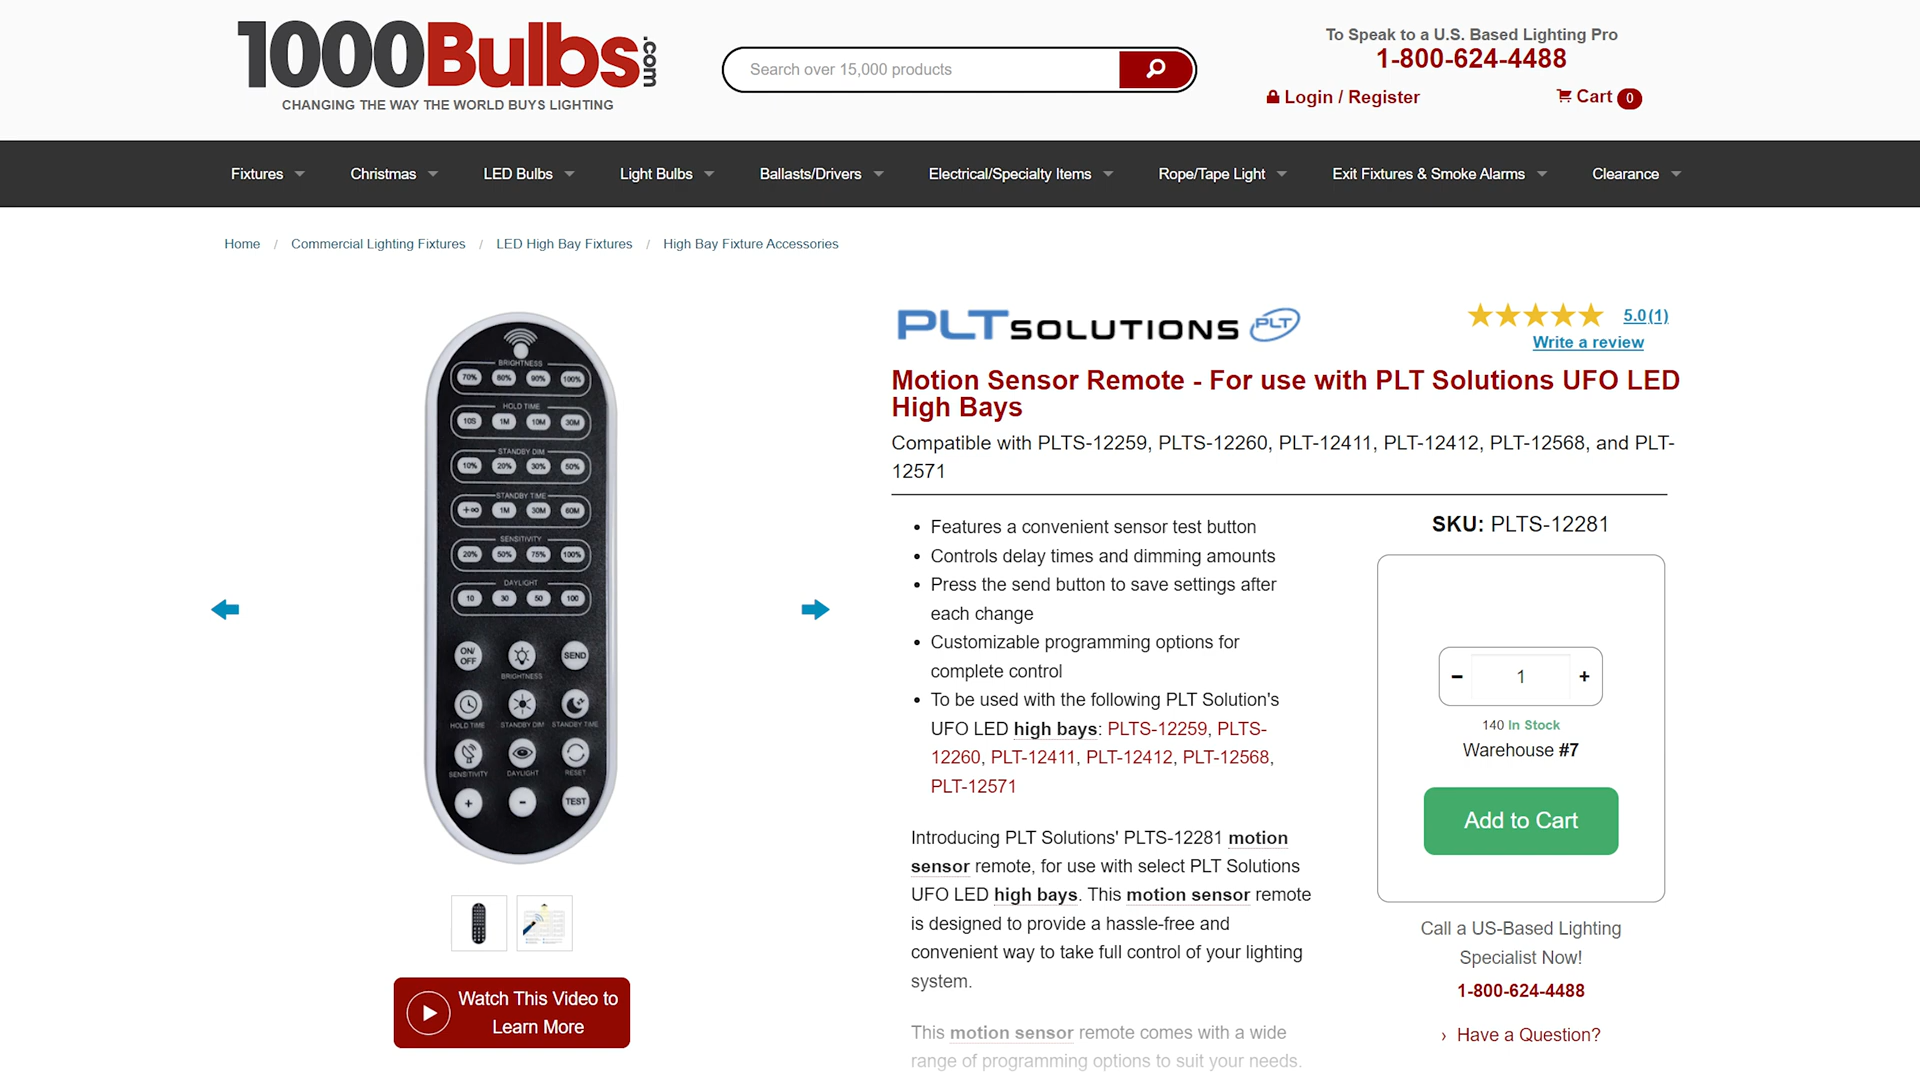 1000Bulbs.com
CHANGING THE WAY THE WORLD BUYS LIGHTING
Search over 15,000 products
To Speak to a U.S. Based Lighting Pro
1-800-624-4488
Login / Register
Cart 0
Fixtures Christmas LED Bulbs Light Bulbs Ballasts/Drivers Electrical/Specialty Items Rope/Tape Light Exit Fixtures & Smoke Alarms Clearance
Home / Commercial Lighting Fixtures / LED High Bay Fixtures / High Bay Fixture Accessories
BRIGHTNESS
70% 80% 90% 100%
HOLD TIME
10S 1M 10M 30M
STANDBY DIM
10% 20% 30% 50%
STANDBY TIME
+∞ 1M 30M 60M
SENSITIVITY
20% 50% 75% 100%
DAYLIGHT
10 30 50 100
ON/
OFF
SEND
BRIGHTNESS
HOLD TIME STANDBY DIM STANDBY TIME
SENSITIVITY DAYLIGHT RESET
+ - TEST
Watch This Video to
Learn More
PLT SOLUTIONS PLT
5.0 (1)
Write a review
Motion Sensor Remote - For use with PLT Solutions UFO LED
High Bays
Compatible with PLTS-12259, PLTS-12260, PLT-12411, PLT-12412, PLT-12568, and PLT-
12571
• Features a convenient sensor test button
• Controls delay times and dimming amounts
• Press the send button to save settings after
each change
• Customizable programming options for
complete control
• To be used with the following PLT Solution's
UFO LED high bays: PLTS-12259, PLTS-
12260, PLT-12411, PLT-12412, PLT-12568,
PLT-12571
Introducing PLT Solutions' PLTS-12281 motion
sensor remote, for use with select PLT Solutions
UFO LED high bays. This motion sensor remote
is designed to provide a hassle-free and
convenient way to take full control of your lighting
system.
This motion sensor remote comes with a wide
range of programming options to suit your needs.
SKU: PLTS-12281
- 1 +
140 In Stock
Warehouse #7
Add to Cart
Call a US-Based Lighting
Specialist Now!
1-800-624-4488
› Have a Question?